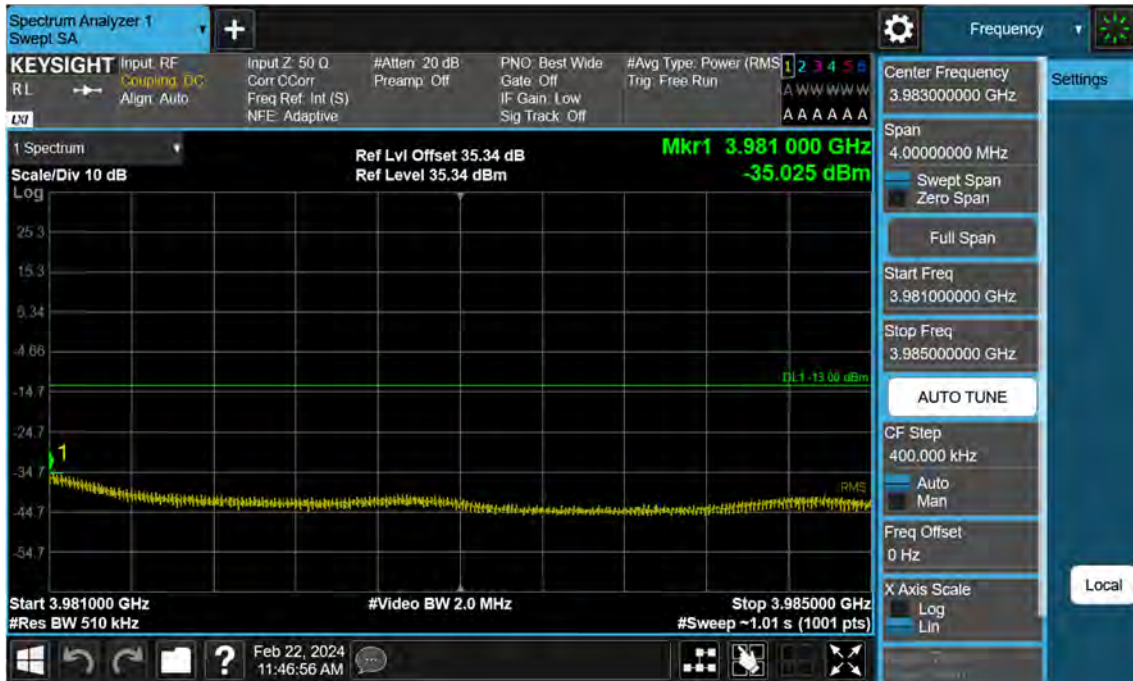 Spectrum Analyzer 1
Swept SA
Frequency
KEYSIGHT
RL
LXI
Input: RF
Coupling: DC
Align: Auto
Input Z: 50 Ω
Corr CCorr
Freq Ref: Int (S)
NFE: Adaptive
#Atten: 20 dB
Preamp: Off
PNO: Best Wide
Gate: Off
IF Gain: Low
Sig Track: Off
#Avg Type: Power (RMS
Trig: Free Run
1 2 3 4 5 6
A W W W W W
A A A A A A
1 Spectrum
Scale/Div 10 dB
Ref Lvl Offset 35.34 dB
Ref Level 35.34 dBm
Mkr1 3.981 000 GHz
-35.025 dBm
Log
25.3
15.3
5.34
-4.66
-14.7
-24.7
-34.7
-44.7
-54.7
DL1 -13.00 dBm
1
RMS
Start 3.981000 GHz
#Res BW 510 kHz
#Video BW 2.0 MHz
Stop 3.985000 GHz
#Sweep ~1.01 s (1001 pts)
Center Frequency
3.983000000 GHz
Span
4.00000000 MHz
Swept Span
Zero Span
Full Span
Start Freq
3.981000000 GHz
Stop Freq
3.985000000 GHz
AUTO TUNE
CF Step
400.000 kHz
Auto
Man
Freq Offset
0 Hz
X Axis Scale
Log
Lin
Settings
Local
?
Feb 22, 2024
11:46:56 AM